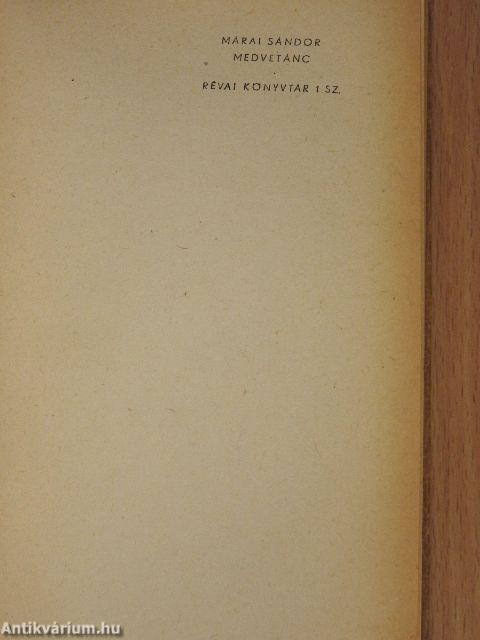 MÁRAI SÁNDOR
MEDVETÁNC
RÉVAI KÖNYVTÁR 1 SZ.
Antikvárium.hu